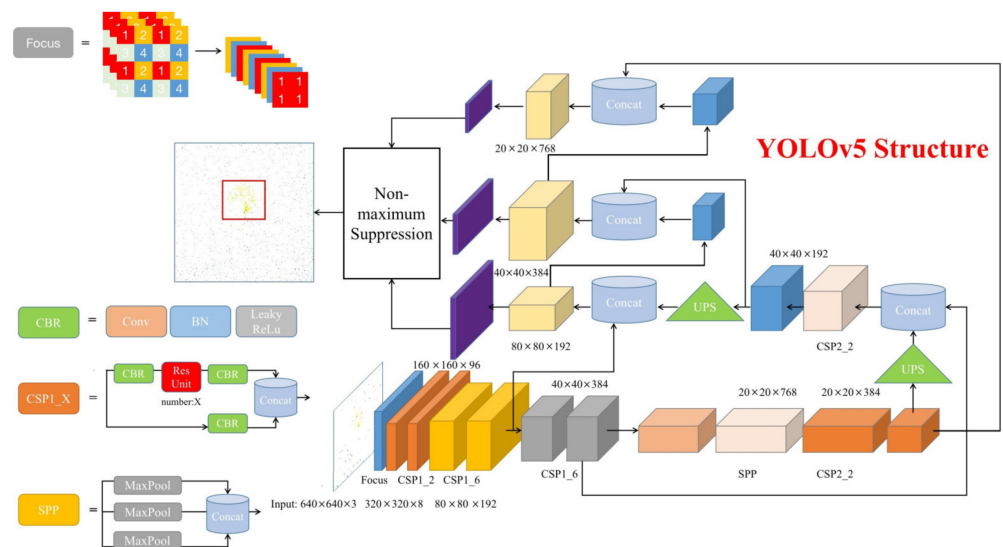 Focus
=
1 2 1 2
3 4 3 4
1 2 1 2
3 4 3 4
1 1
1 1
Concat
20×20×768
YOLOv5 Structure
Non-
maximum
Suppression
Concat
40×40×384
40×40×192
Concat
UPS
Concat
80×80×192
CSP2_2
UPS
CBR
=
Conv
BN
Leaky
ReLu
160×160×96
40×40×384
20×20×768
20×20×384
CSP1_X
=
CBR
Res
Unit
CBR
number:X
Concat
CBR
Focus
CSP1_2
CSP1_6
CSP1_6
SPP
CSP2_2
Input: 640×640×3
320×320×8
80×80×192
SPP
=
MaxPool
MaxPool
Concat
MaxPool